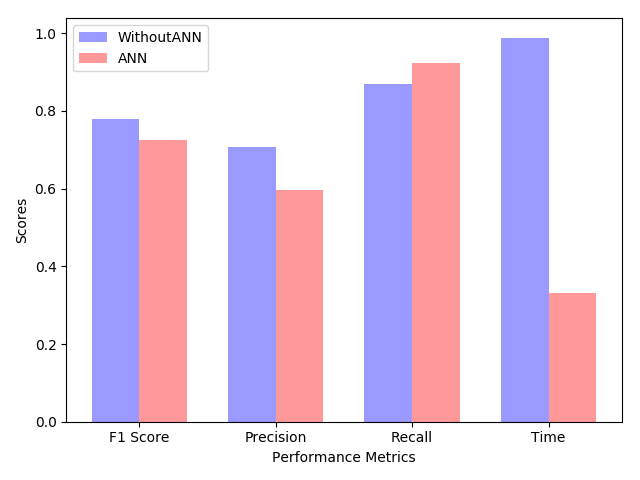 WithoutANN
ANN
1.0
0.8
0.6
0.4
0.2
0.0
Scores
F1 Score
Precision
Recall
Time
Performance Metrics